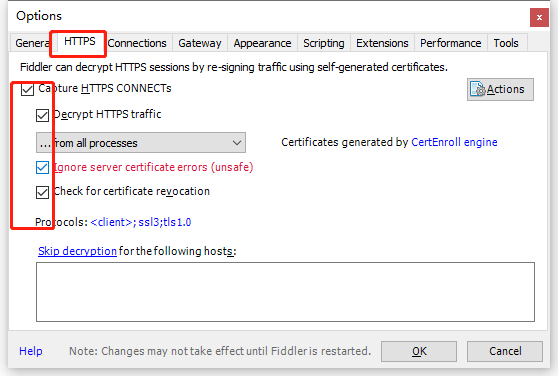 Options
General HTTPS Connections Gateway Appearance Scripting Extensions Performance Tools
Fiddler can decrypt HTTPS sessions by re-signing traffic using self-generated certificates.
Capture HTTPS CONNECTs
Actions
Decrypt HTTPS traffic
...from all processes
Certificates generated by CertEnroll engine
Ignore server certificate errors (unsafe)
Check for certificate revocation
Protocols: <client>; ssl3;tls1.0
Skip decryption for the following hosts:
Help
Note: Changes may not take effect until Fiddler is restarted.
OK
Cancel